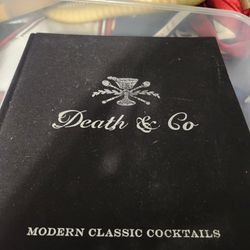 Death & Co
MODERN CLASSIC COCKTAILS